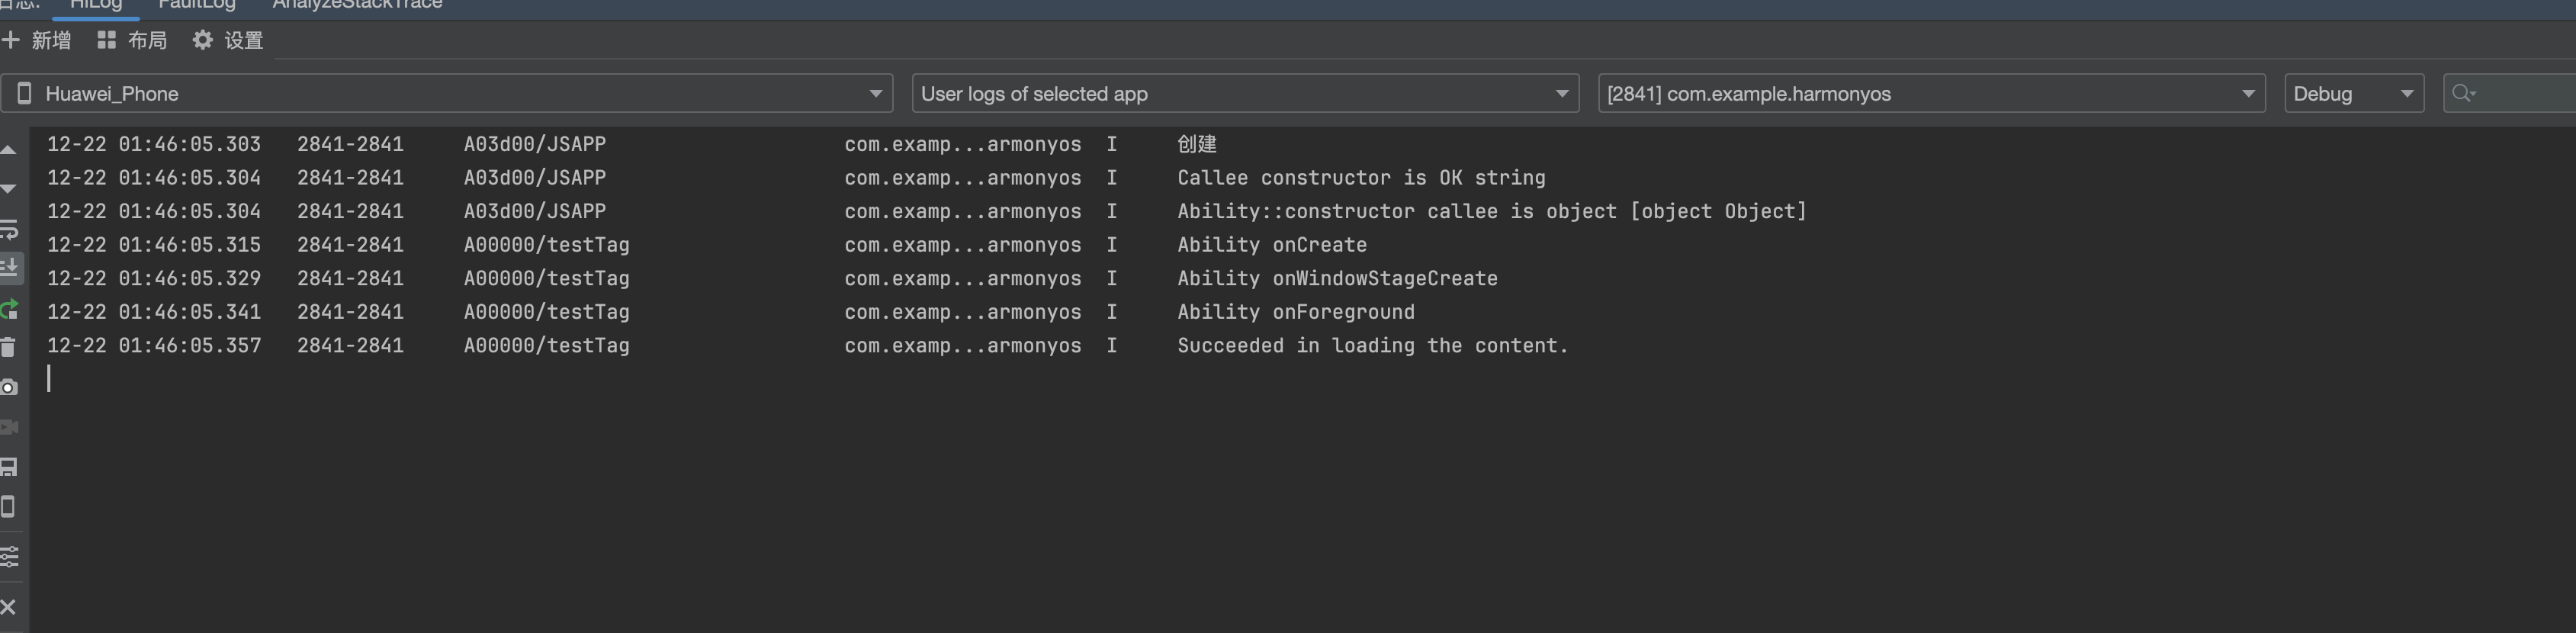 日志: HiLog FaultLog AnalyzeStackTrace
新增 布局 设置
Huawei_Phone User logs of selected app [2841] com.example.harmonyos Debug
12-22 01:46:05.303 2841-2841 A03d00/JSAPP com.examp...armonyos I 创建
12-22 01:46:05.304 2841-2841 A03d00/JSAPP com.examp...armonyos I Callee constructor is OK string
12-22 01:46:05.304 2841-2841 A03d00/JSAPP com.examp...armonyos I Ability::constructor callee is object [object Object]
12-22 01:46:05.315 2841-2841 A00000/testTag com.examp...armonyos I Ability onCreate
12-22 01:46:05.329 2841-2841 A00000/testTag com.examp...armonyos I Ability onWindowStageCreate
12-22 01:46:05.341 2841-2841 A00000/testTag com.examp...armonyos I Ability onForeground
12-22 01:46:05.357 2841-2841 A00000/testTag com.examp...armonyos I Succeeded in loading the content.